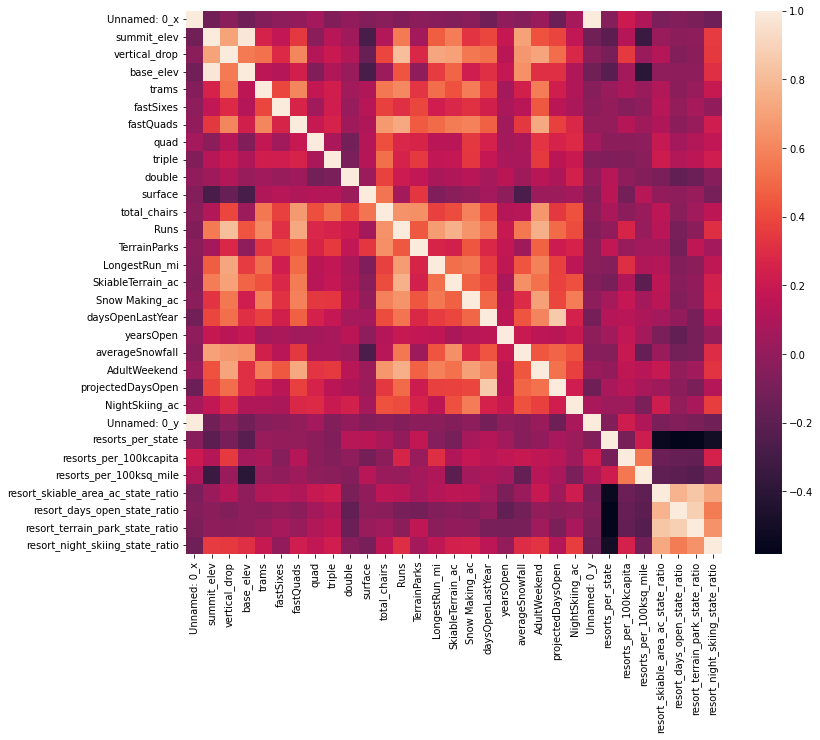 Unnamed: 0_x
summit_elev
vertical_drop
base_elev
trams
fastSixes
fastQuads
quad
triple
double
surface
total_chairs
Runs
TerrainParks
LongestRun_mi
SkiableTerrain_ac
Snow Making_ac
daysOpenLastYear
yearsOpen
averageSnowfall
AdultWeekend
projectedDaysOpen
NightSkiing_ac
Unnamed: 0_y
resorts_per_state
resorts_per_100kcapita
resorts_per_100ksq_mile
resort_skiable_area_ac_state_ratio
resort_days_open_state_ratio
resort_terrain_park_state_ratio
resort_night_skiing_state_ratio
Unnamed: 0_x
summit_elev
vertical_drop
base_elev
trams
fastSixes
fastQuads
quad
triple
double
surface
total_chairs
Runs
TerrainParks
LongestRun_mi
SkiableTerrain_ac
Snow Making_ac
daysOpenLastYear
yearsOpen
averageSnowfall
AdultWeekend
projectedDaysOpen
NightSkiing_ac
Unnamed: 0_y
resorts_per_state
resorts_per_100kcapita
resorts_per_100ksq_mile
resort_skiable_area_ac_state_ratio
resort_days_open_state_ratio
resort_terrain_park_state_ratio
resort_night_skiing_state_ratio
1.0
0.8
0.6
0.4
0.2
0.0
−0.2
−0.4